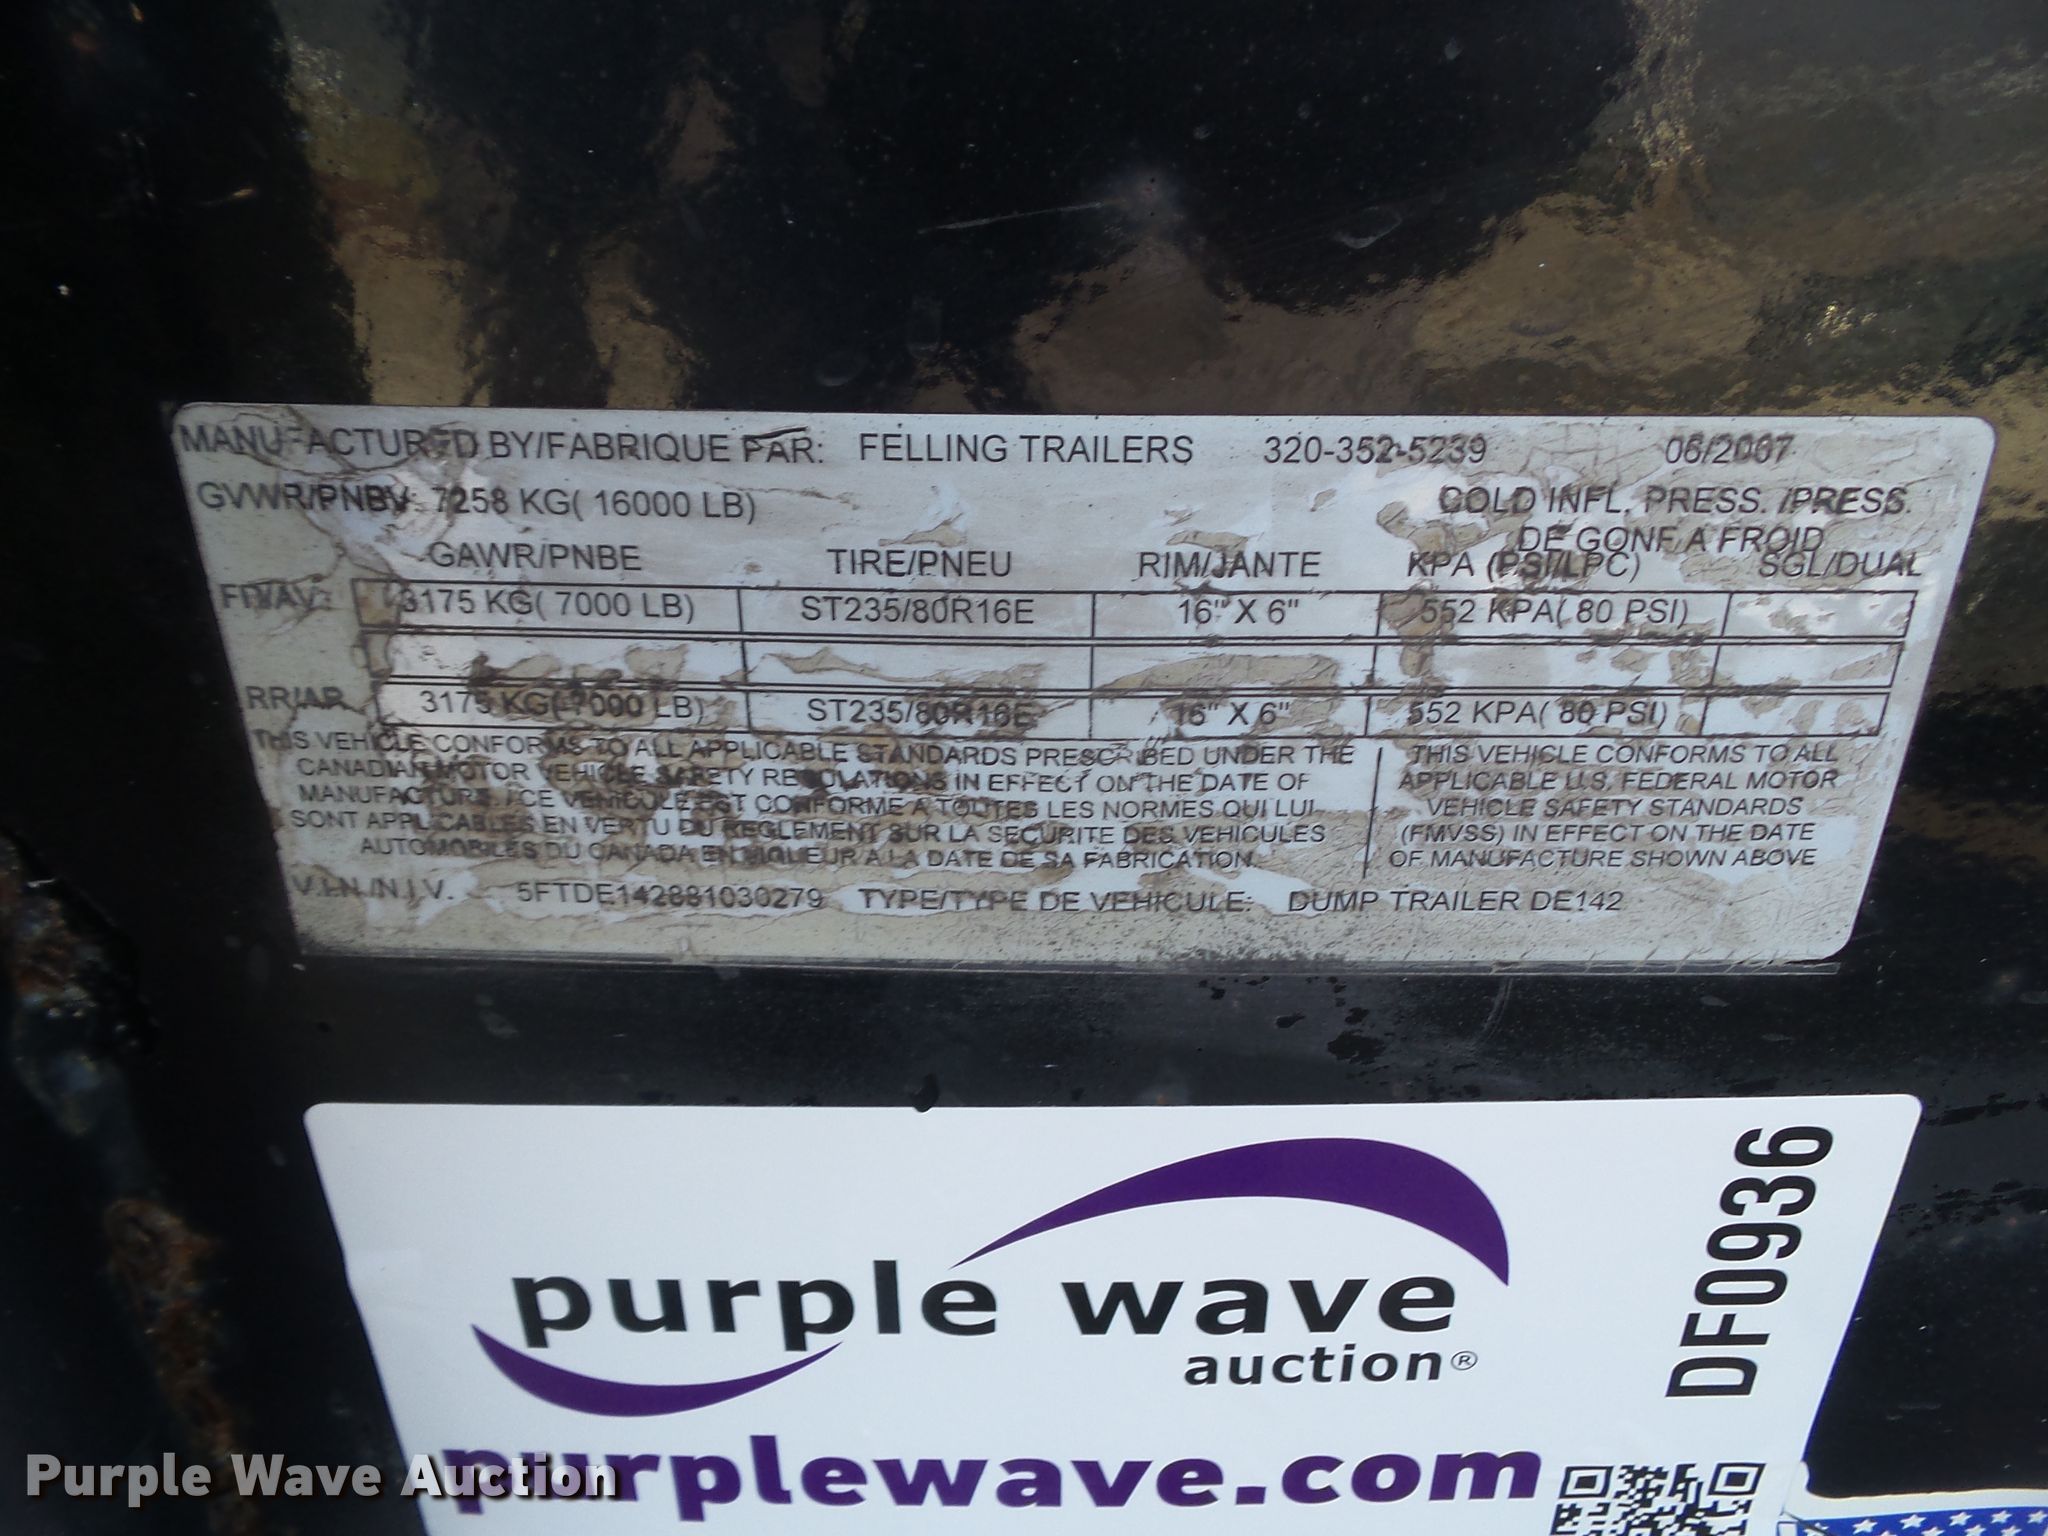 MANUFACTURED BY/FABRIQUE PAR: FELLING TRAILERS 320-352-5239 06/2007
GVWR/PNBV: 7258 KG( 16000 LB) COLD INFL. PRESS. /PRESS.
DE GONF A FROID
GAWR/PNBE TIRE/PNEU RIM/JANTE KPA (PSI/LPC) SGL/DUAL
3175 KG( 7000 LB) ST235/80R16E 16" X 6" 552 KPA( 80 PSI)
RR/AR 3175 KG( 7000 LB) ST235/80R16E 16" X 6" 552 KPA( 80 PSI)
THIS VEHICLE CONFORMS TO ALL APPLICABLE STANDARDS PRESCRIBED UNDER THE
CANADIAN MOTOR VEHICLE SAFETY REGULATIONS IN EFFECT ON THE DATE OF
MANUFACTURE. / CE VEHICULE EST CONFORME A TOUTES LES NORMES QUI LUI
SONT APPLICABLES EN VERTU DU REGLEMENT SUR LA SECURITE DES VEHICULES
AUTOMOBILES DU CANADA EN VIGUEUR A LA DATE DE SA FABRICATION.
THIS VEHICLE CONFORMS TO ALL
APPLICABLE U.S. FEDERAL MOTOR
VEHICLE SAFETY STANDARDS
(FMVSS) IN EFFECT ON THE DATE
OF MANUFACTURE SHOWN ABOVE
V.I.N./N.I.V. 5FTDE142881030279 TYPE/TYPE DE VEHICULE: DUMP TRAILER DE142
DF0936
purple wave
auction®
purplewave.com
Purple Wave Auction